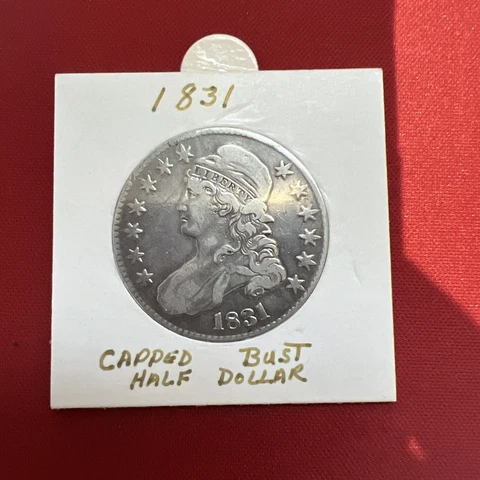 1831
LIBERTY
1831
CAPPED BUST
HALF DOLLAR